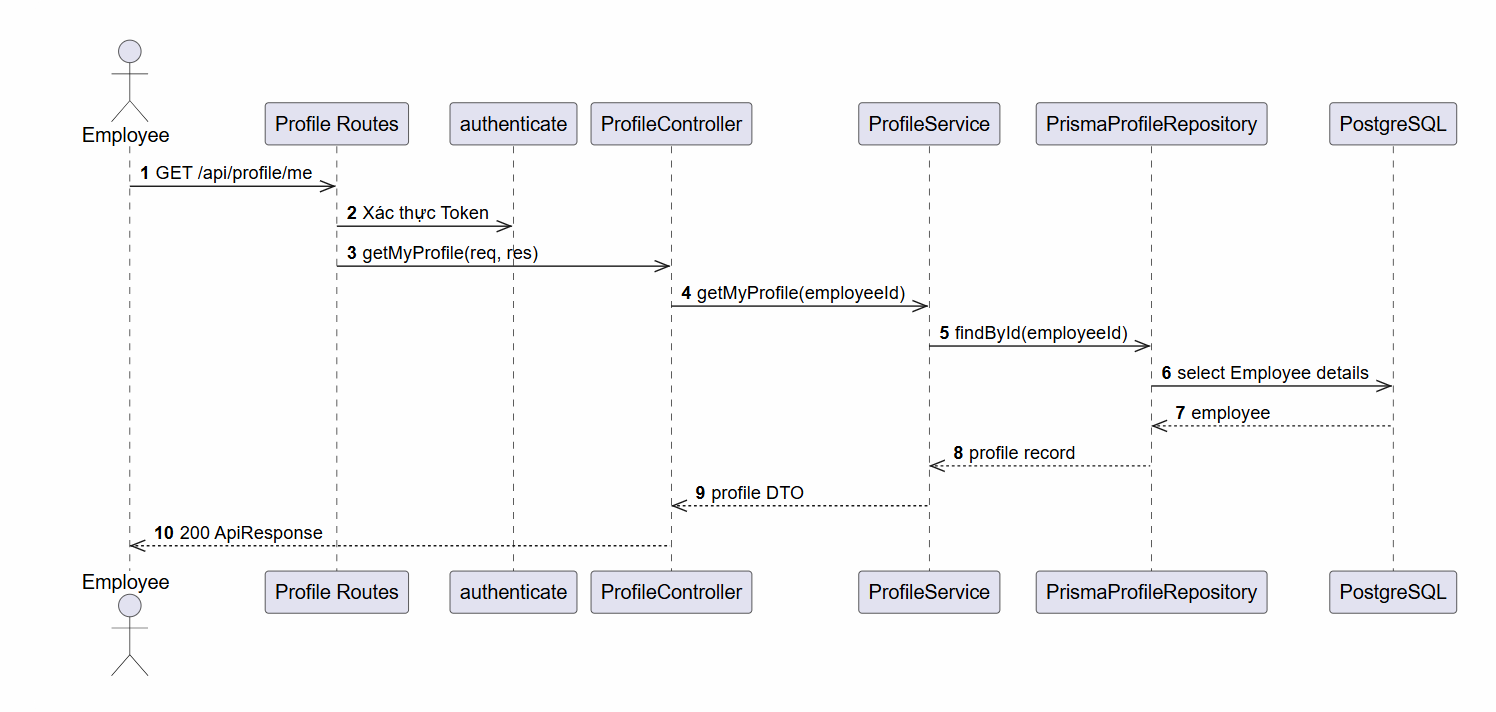 Employee
Profile Routes
authenticate
ProfileController
ProfileService
PrismaProfileRepository
PostgreSQL
1 GET /api/profile/me
2 Xác thực Token
3 getMyProfile(req, res)
4 getMyProfile(employeeId)
5 findById(employeeId)
6 select Employee details
7 employee
8 profile record
9 profile DTO
10 200 ApiResponse
Employee
Profile Routes
authenticate
ProfileController
ProfileService
PrismaProfileRepository
PostgreSQL